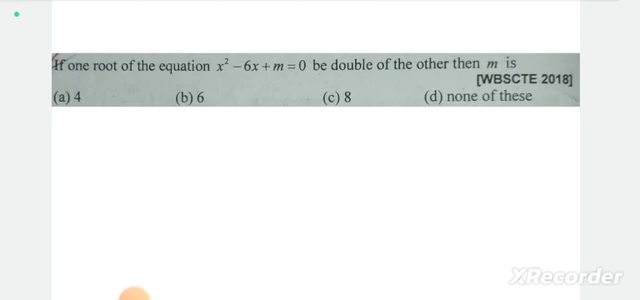 If one root of the equation x² − 6x + m = 0 be double of the other then m is
[WBSCTE 2018]
(a) 4 (b) 6 (c) 8 (d) none of these
XRecorder